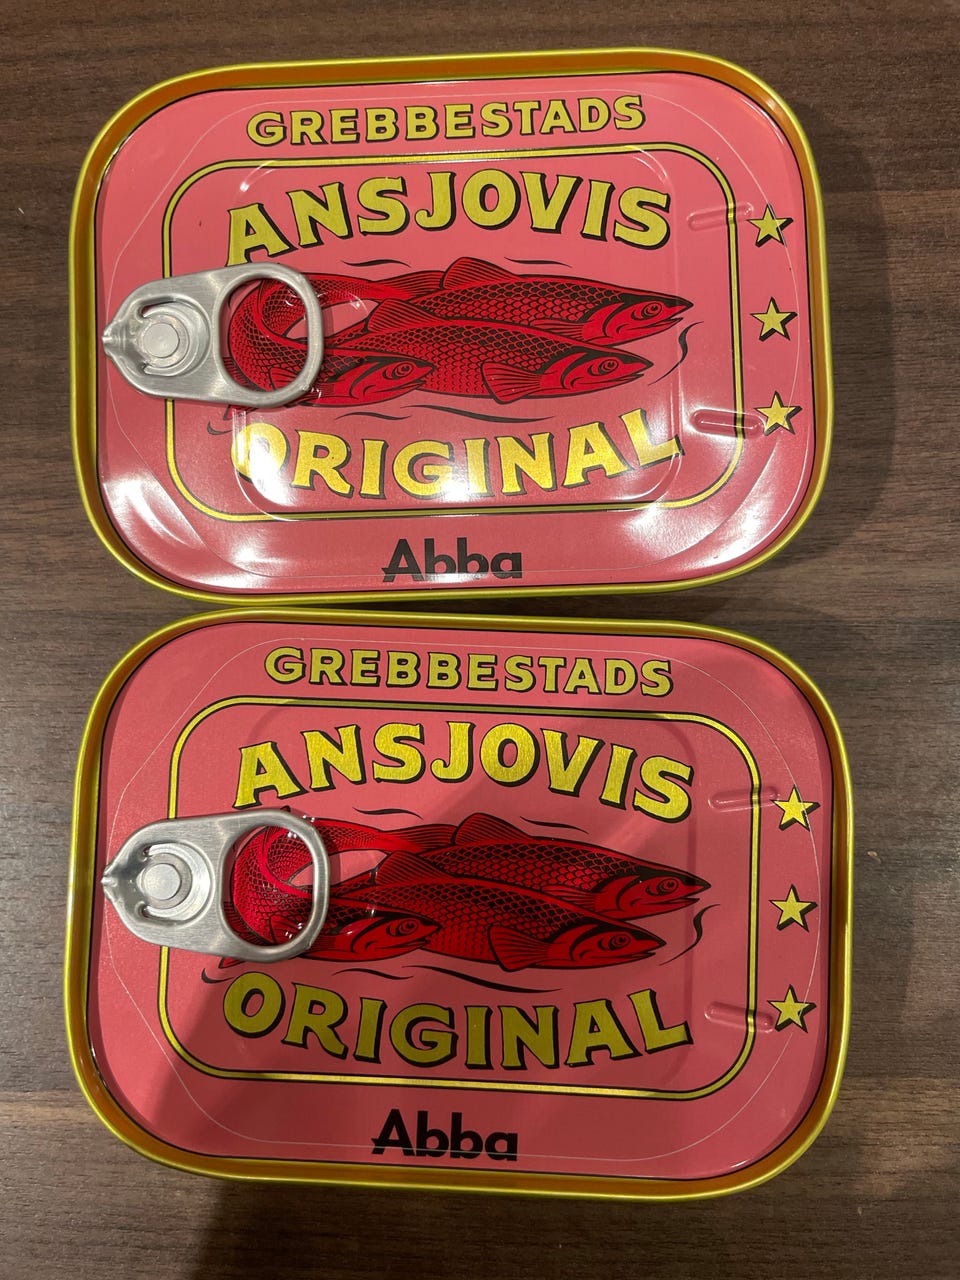 GREBBESTADS
ANSJOVIS
ORIGINAL
Abba
GREBBESTADS
ANSJOVIS
ORIGINAL
Abba